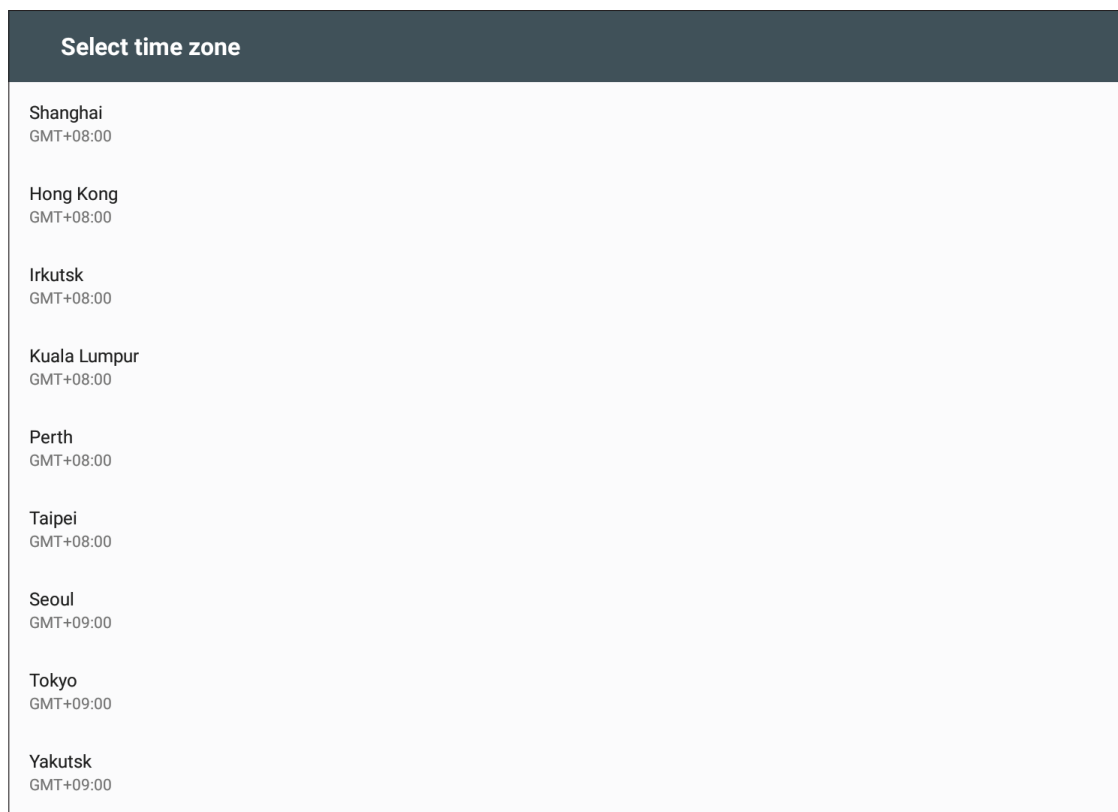 Select time zone
Shanghai
GMT+08:00
Hong Kong
GMT+08:00
Irkutsk
GMT+08:00
Kuala Lumpur
GMT+08:00
Perth
GMT+08:00
Taipei
GMT+08:00
Seoul
GMT+09:00
Tokyo
GMT+09:00
Yakutsk
GMT+09:00